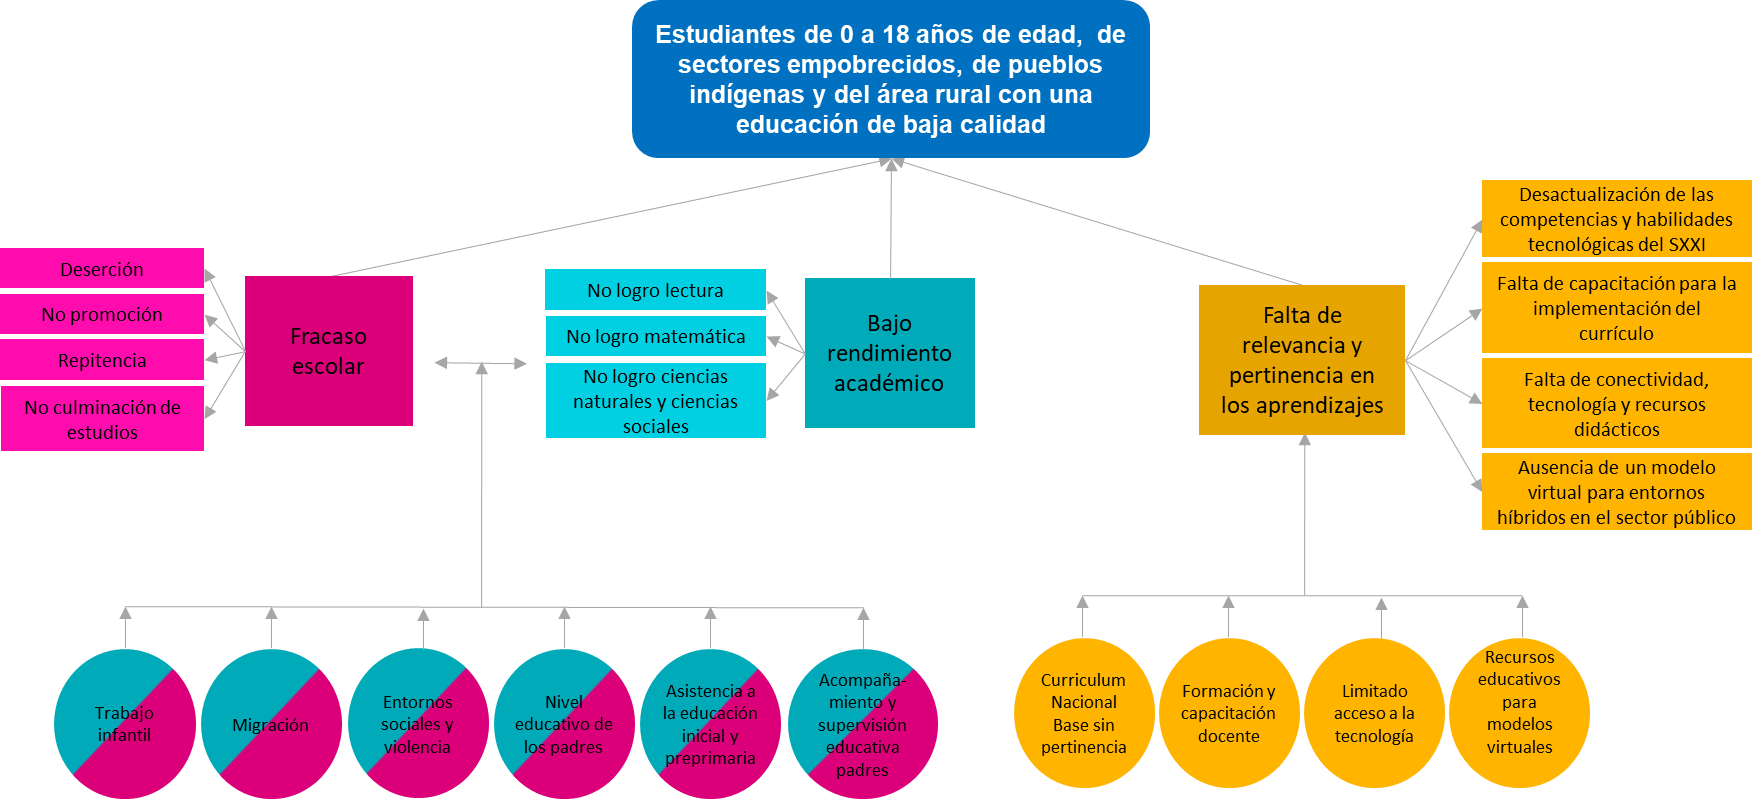 Estudiantes de 0 a 18 años de edad, de
sectores empobrecidos, de pueblos
indígenas y del área rural con una
educación de baja calidad
Deserción
No promoción
Repitencia
No culminación de
estudios
Fracaso
escolar
No logro lectura
No logro matemática
No logro ciencias
naturales y ciencias
sociales
Bajo
rendimiento
académico
Falta de
relevancia y
pertinencia en
los aprendizajes
Desactualización de las
competencias y habilidades
tecnológicas del SXXI
Falta de capacitación para la
implementación del
currículo
Falta de conectividad,
tecnología y recursos
didácticos
Ausencia de un modelo
virtual para entornos
híbridos en el sector público
Trabajo
infantil
Migración
Entornos
sociales y
violencia
Nivel
educativo de
los padres
Asistencia a
la educación
inicial y
preprimaria
Acompaña-
miento y
supervisión
educativa
padres
Curriculum
Nacional
Base sin
pertinencia
Formación y
capacitación
docente
Limitado
acceso a la
tecnología
Recursos
educativos
para
modelos
virtuales